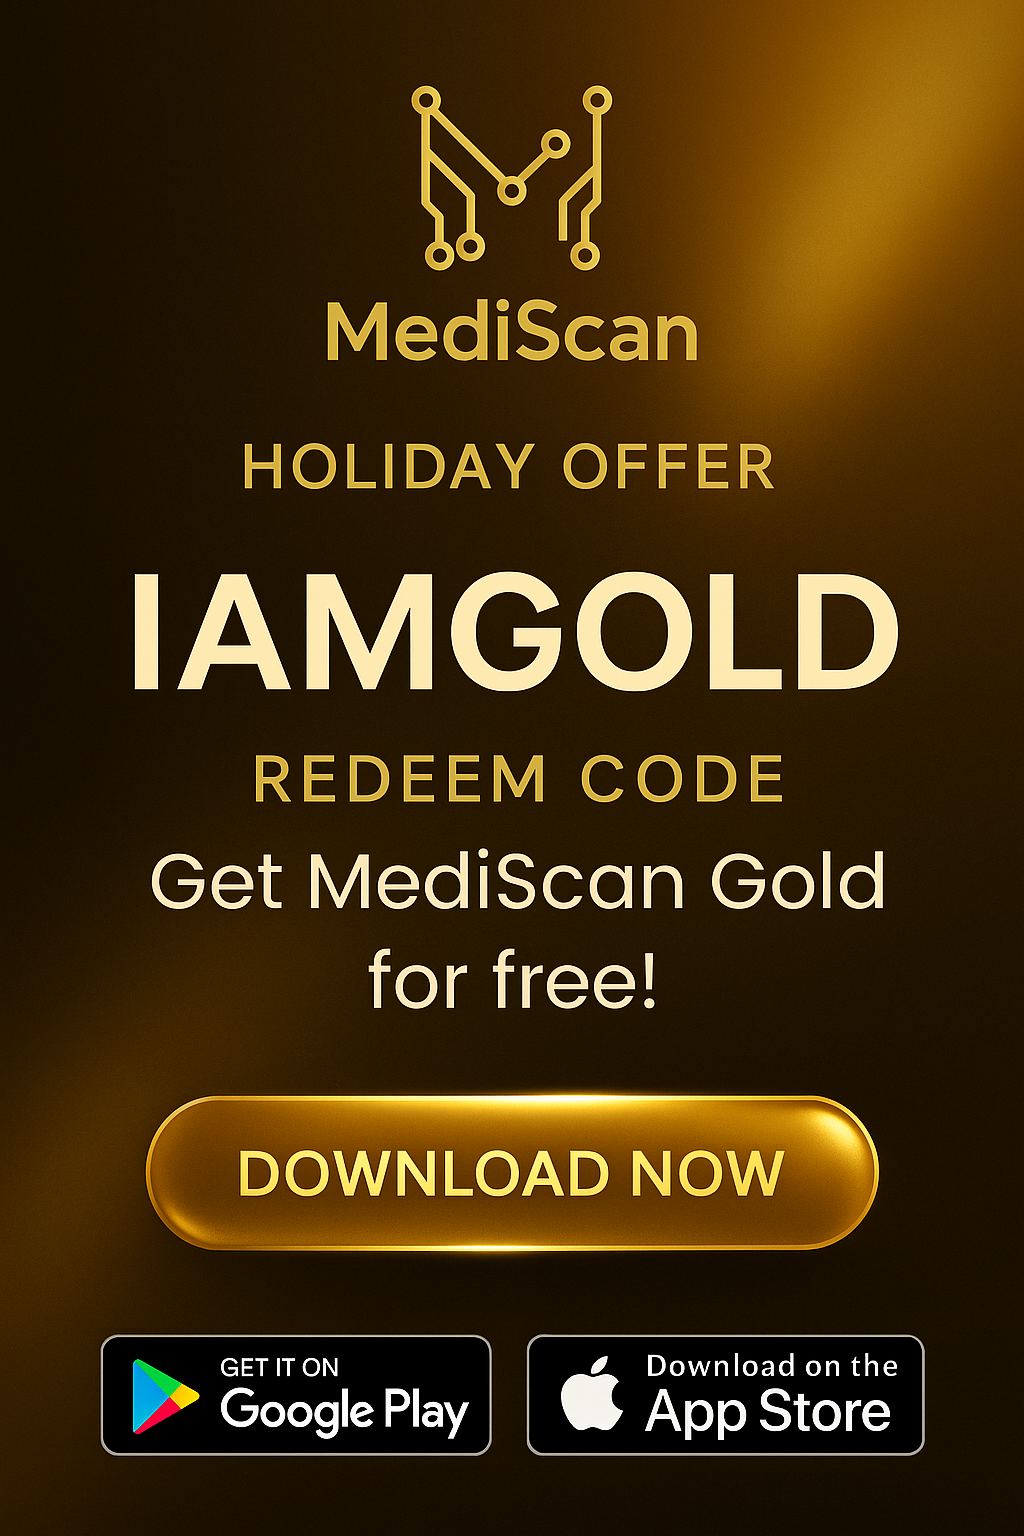 MediScan
HOLIDAY OFFER
IAMGOLD
REDEEM CODE
Get MediScan Gold
for free!
DOWNLOAD NOW
GET IT ON
Google Play
Download on the
App Store